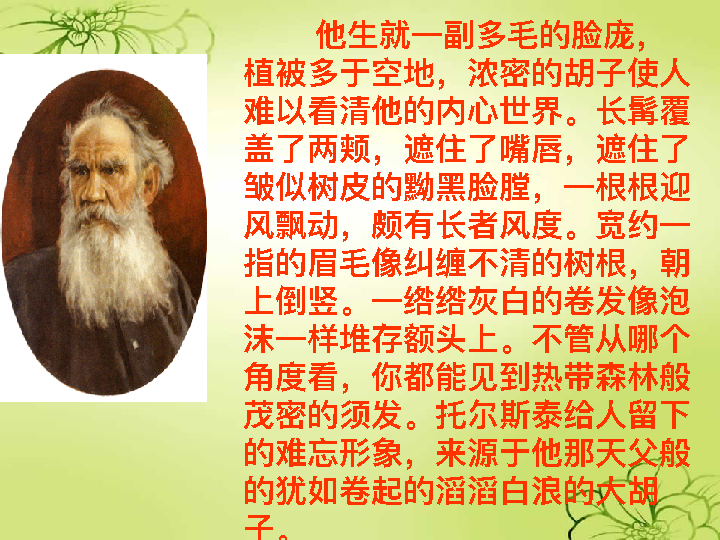 他生就一副多毛的脸庞，
植被多于空地，浓密的胡子使人
难以看清他的内心世界。长髯覆
盖了两颊，遮住了嘴唇，遮住了
皱似树皮的黝黑脸膛，一根根迎
风飘动，颇有长者风度。宽约一
指的眉毛像纠缠不清的树根，朝
上倒竖。一绺绺灰白的卷发像泡
沫一样堆存额头上。不管从哪个
角度看，你都能见到热带森林般
茂密的须发。托尔斯泰给人留下
的难忘形象，来源于他那天父般
的犹如卷起的滔滔白浪的大胡
子。